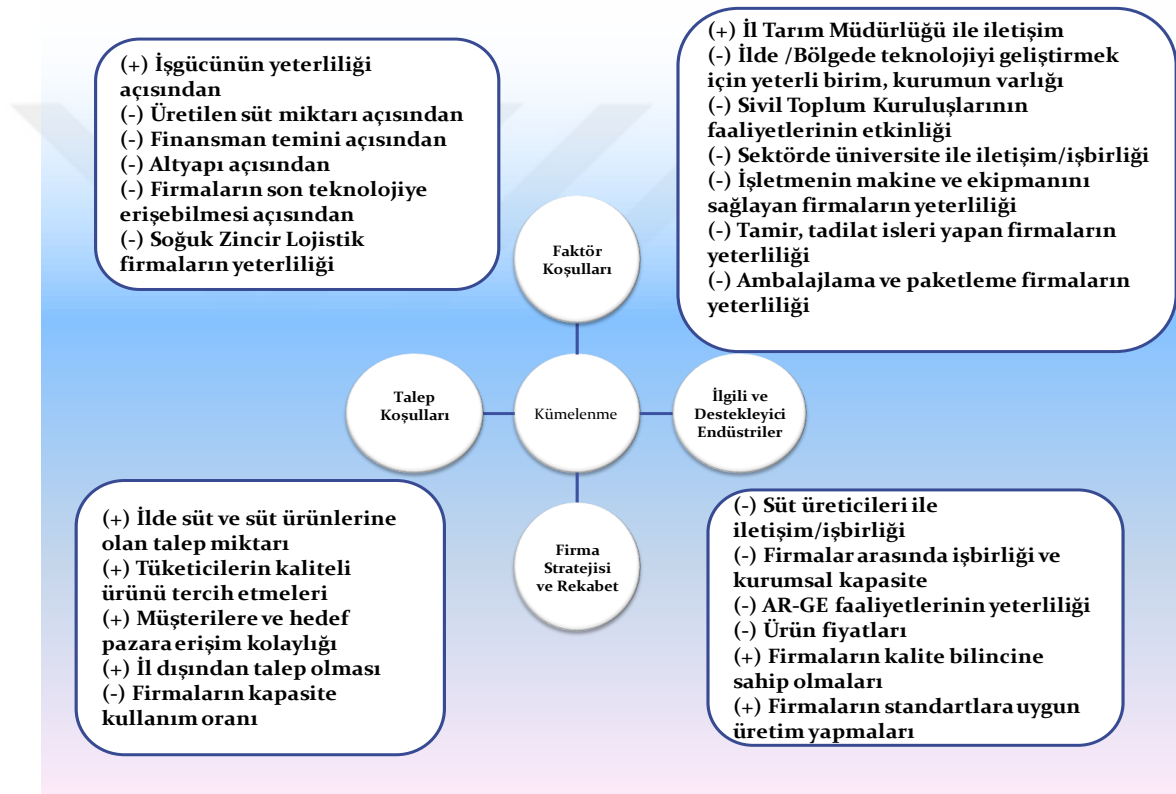 (+) İşgücünün yeterliliği
açısından
(-) Üretilen süt miktarı açısından
(-) Finansman temini açısından
(-) Altyapı açısından
(-) Firmaların son teknolojiye
erişebilmesi açısından
(-) Soğuk Zincir Lojistik
firmaların yeterliliği
(+) İl Tarım Müdürlüğü ile iletişim
(-) İlde /Bölgede teknolojiyi geliştirmek
için yeterli birim, kurumun varlığı
(-) Sivil Toplum Kuruluşlarının
faaliyetlerinin etkinliği
(-) Sektörde üniversite ile iletişim/işbirliği
(-) İşletmenin makine ve ekipmanını
sağlayan firmaların yeterliliği
(-) Tamir, tadilat isleri yapan firmaların
yeterliliği
(-) Ambalajlama ve paketleme firmaların
yeterliliği
Faktör
Koşulları
Talep
Koşulları
Kümelenme
İlgili ve
Destekleyici
Endüstriler
Firma
Stratejisi
ve Rekabet
(+) İlde süt ve süt ürünlerine
olan talep miktarı
(+) Tüketicilerin kaliteli
ürünü tercih etmeleri
(+) Müşterilere ve hedef
pazara erişim kolaylığı
(+) İl dışından talep olması
(-) Firmaların kapasite
kullanım oranı
(-) Süt üreticileri ile
iletişim/işbirliği
(-) Firmalar arasında işbirliği ve
kurumsal kapasite
(-) AR-GE faaliyetlerinin yeterliliği
(-) Ürün fiyatları
(+) Firmaların kalite bilincine
sahip olmaları
(+) Firmaların standartlara uygun
üretim yapmaları